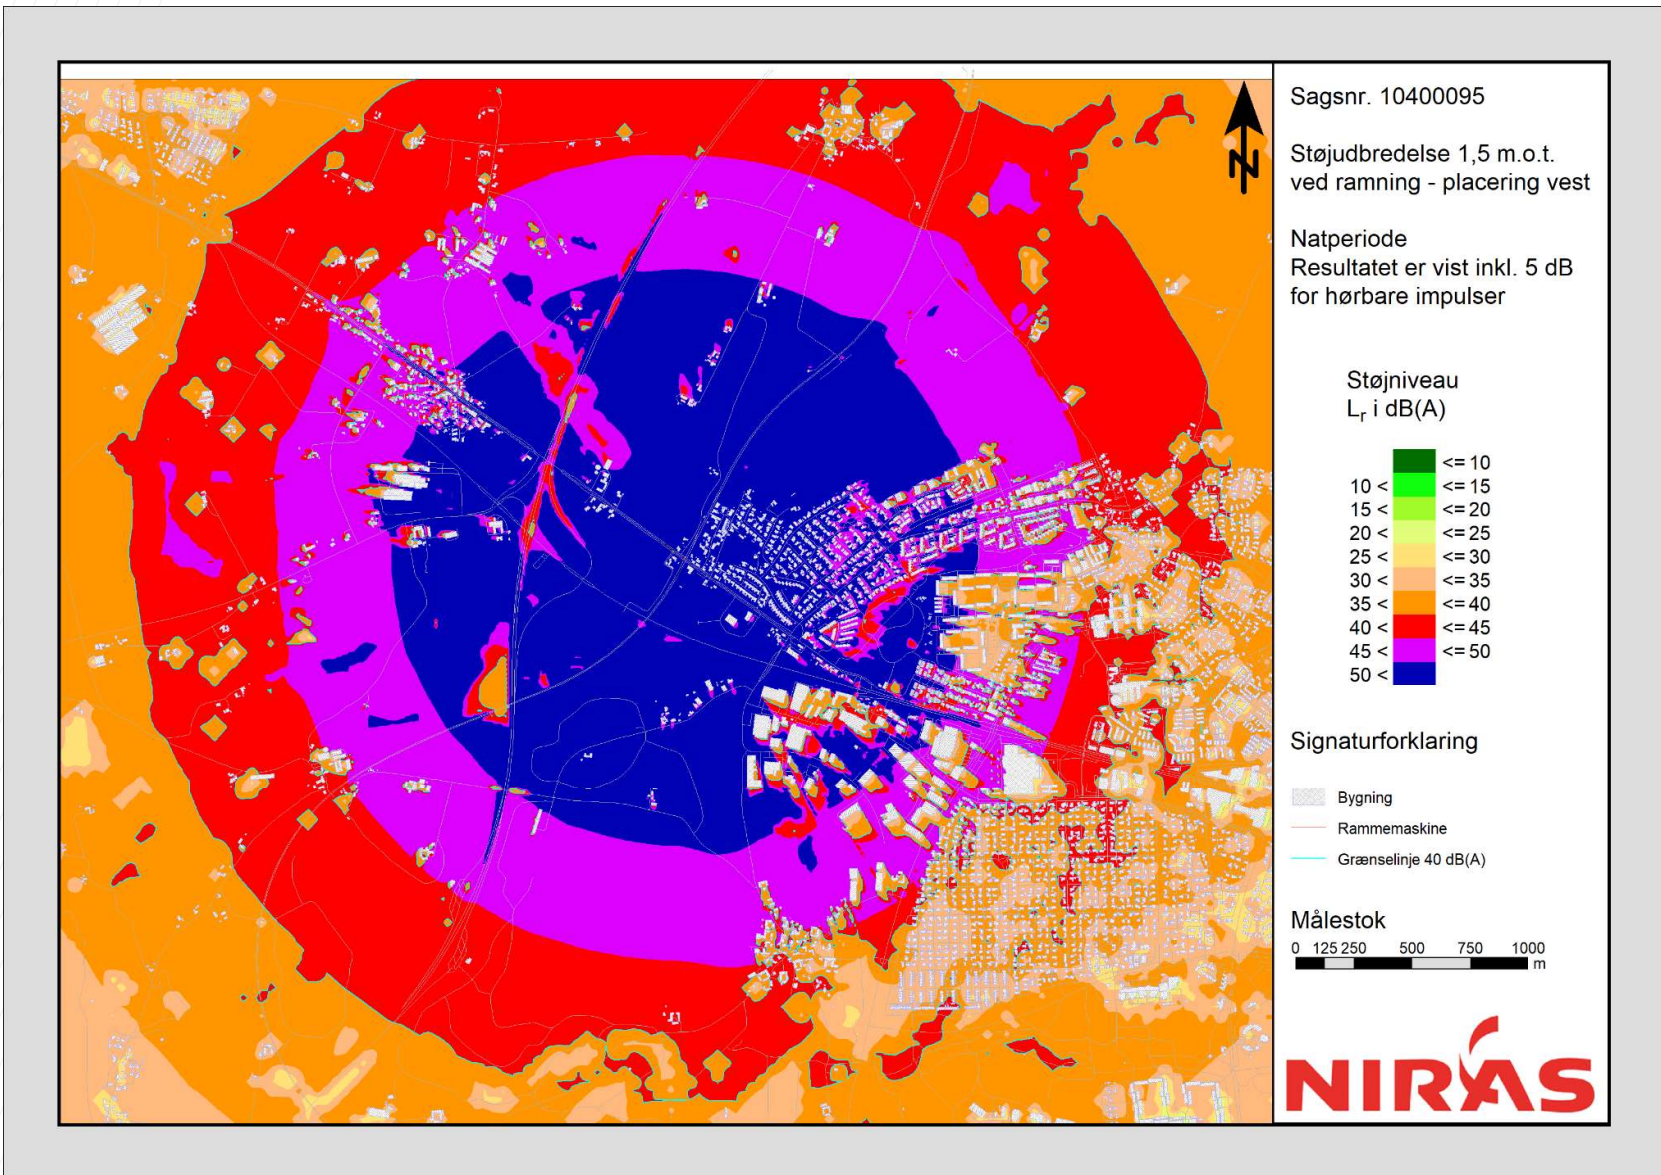 Sagsnr. 10400095
Støjudbredelse 1,5 m.o.t.
ved ramning - placering vest
Natperiode
Resultatet er vist inkl. 5 dB
for hørbare impulser
N
Støjniveau
Lr i dB(A)
<= 10
10 < <= 15
15 < <= 20
20 < <= 25
25 < <= 30
30 < <= 35
35 < <= 40
40 < <= 45
45 < <= 50
50 <
Signaturforklaring
Bygning
Rammemaskine
Grænselinje 40 dB(A)
Målestok
0 125 250 500 750 1000
m
NIRAS